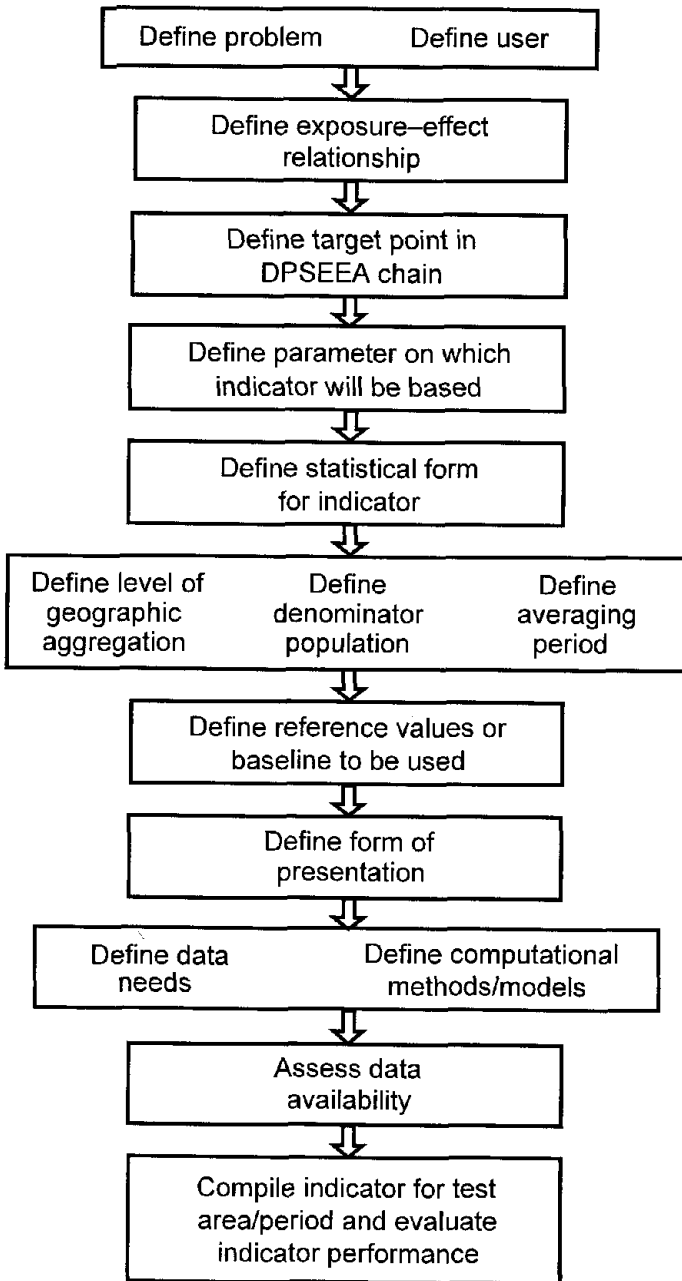 Define problem Define user
Define exposure–effect
relationship
Define target point in
DPSEEA chain
Define parameter on which
indicator will be based
Define statistical form
for indicator
Define level of
geographic
aggregation
Define
denominator
population
Define
averaging
period
Define reference values or
baseline to be used
Define form of
presentation
Define data
needs
Define computational
methods/models
Assess data
availability
Compile indicator for test
area/period and evaluate
indicator performance